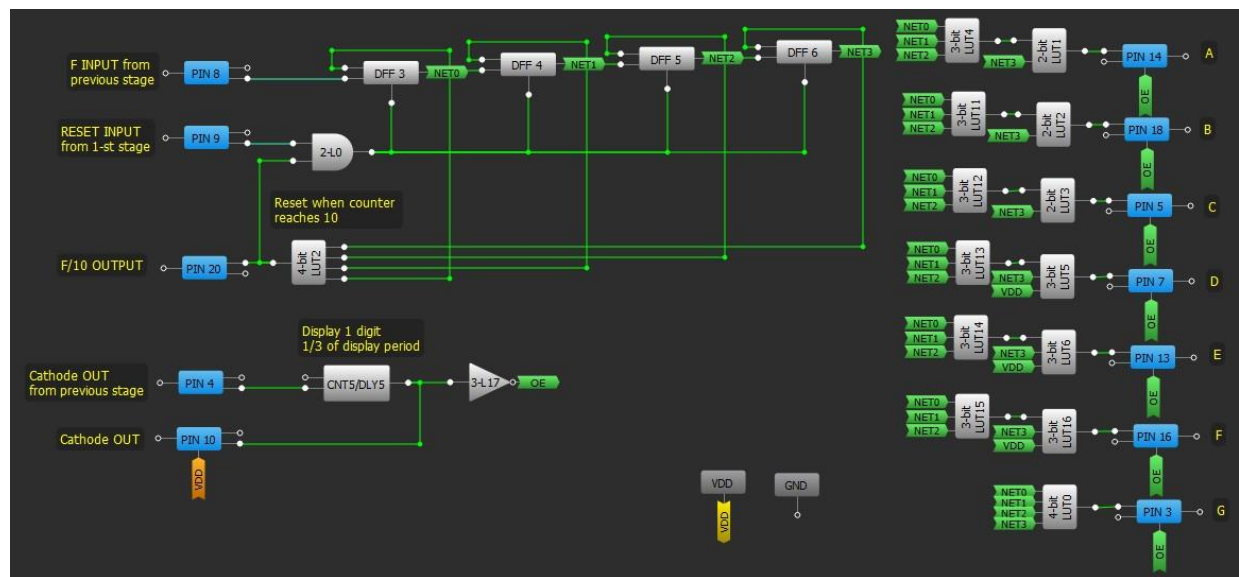 F INPUT from
previous stage
PIN 8
DFF 3
NET0
DFF 4
NET1
DFF 5
NET2
DFF 6
NET3
RESET INPUT
from 1-st stage
PIN 9
2-L0
Reset when counter
reaches 10
F/10 OUTPUT
PIN 20
4-bit
LUT2
Display 1 digit
1/3 of display period
Cathode OUT
from previous stage
PIN 4
CNT5/DLY5
3-L17
OE
Cathode OUT
PIN 10
VDD
VDD
VDD
GND
NET0
NET1
NET2
3-bit
LUT4
NET3
2-bit
LUT1
PIN 14
A
OE
NET0
NET1
NET2
3-bit
LUT11
NET3
2-bit
LUT2
PIN 18
B
OE
NET0
NET1
NET2
3-bit
LUT12
NET3
2-bit
LUT3
PIN 5
C
OE
NET0
NET1
NET2
3-bit
LUT13
NET3
VDD
3-bit
LUT5
PIN 7
D
OE
NET0
NET1
NET2
3-bit
LUT14
NET3
VDD
3-bit
LUT6
PIN 13
E
OE
NET0
NET1
NET2
3-bit
LUT15
NET3
VDD
3-bit
LUT16
PIN 16
F
OE
NET0
NET1
NET2
NET3
4-bit
LUT0
PIN 3
G
OE